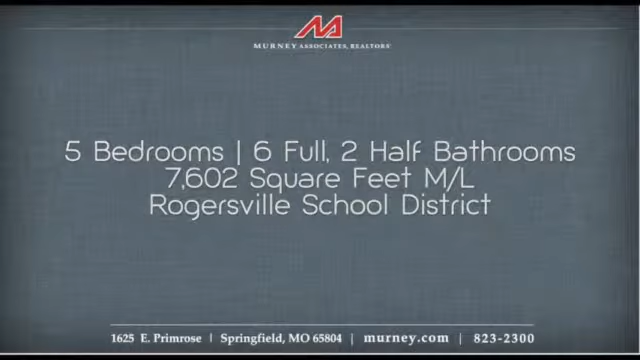 MURNEY ASSOCIATES, REALTORS
5 Bedrooms | 6 Full, 2 Half Bathrooms
7,602 Square Feet M/L
Rogersville School District
1625 E. Primrose | Springfield, MO 65804 | murney.com | 823-2300